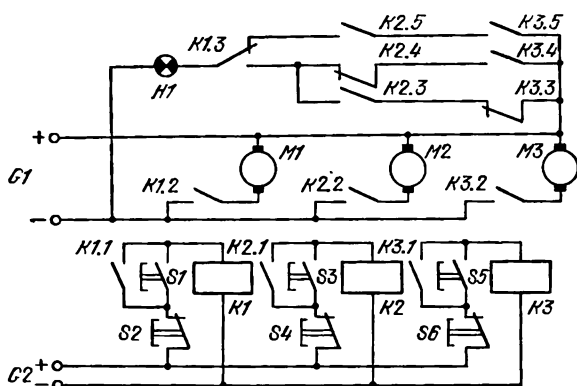 K2.5 K3.5
K1.3 K2.4 K3.4
H1 K2.3 K3.3
+ M1 M2 M3
G1 K1.2 K2.2 K3.2
−
K1.1 S1 K2.1 S3 K3.1 S5
K1 K2 K3
S2 S4 S6
+
G2 −